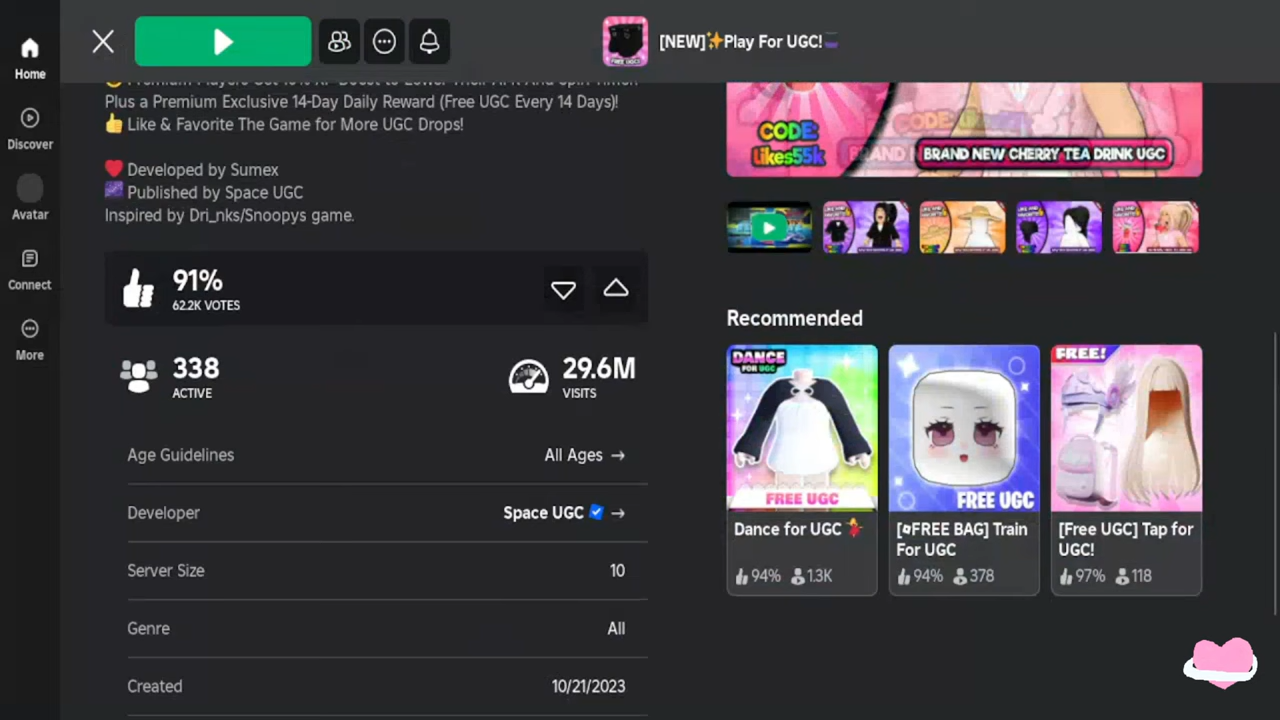 Home
Discover
Avatar
Connect
More
[NEW]✨Play For UGC!
FREE UGC!
Plus a Premium Exclusive 14-Day Daily Reward (Free UGC Every 14 Days)!
👍 Like & Favorite The Game for More UGC Drops!
❤️ Developed by Sumex
Published by Space UGC
Inspired by Dri_nks/Snoopys game.
91%
62.2K VOTES
338
ACTIVE
29.6M
VISITS
Age Guidelines
All Ages →
Developer
Space UGC →
Server Size
10
Genre
All
Created
10/21/2023
CODE:
Likes55k
BRAND NEW CHERRY TEA DRINK UGC
Recommended
DANCE
FOR UGC
FREE UGC
Dance for UGC 💃
94% 1.3K
FREE UGC
FREE BAG] Train
For UGC
94% 378
FREE!
[Free UGC] Tap for
UGC!
97% 118